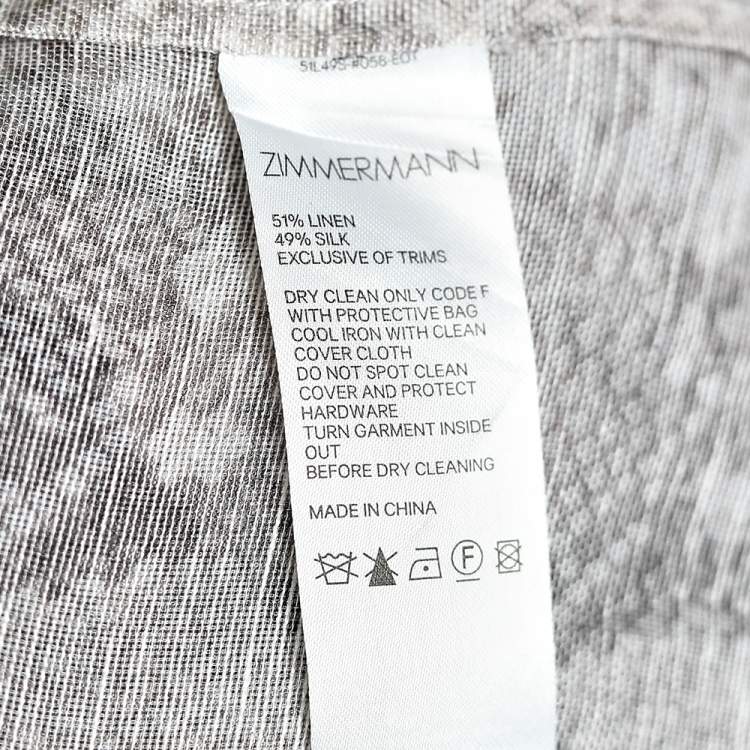 ZIMMERMANN
51% LINEN
49% SILK
EXCLUSIVE OF TRIMS
DRY CLEAN ONLY CODE F
WITH PROTECTIVE BAG
COOL IRON WITH CLEAN
COVER CLOTH
DO NOT SPOT CLEAN
COVER AND PROTECT
HARDWARE
TURN GARMENT INSIDE
OUT
BEFORE DRY CLEANING
MADE IN CHINA
F